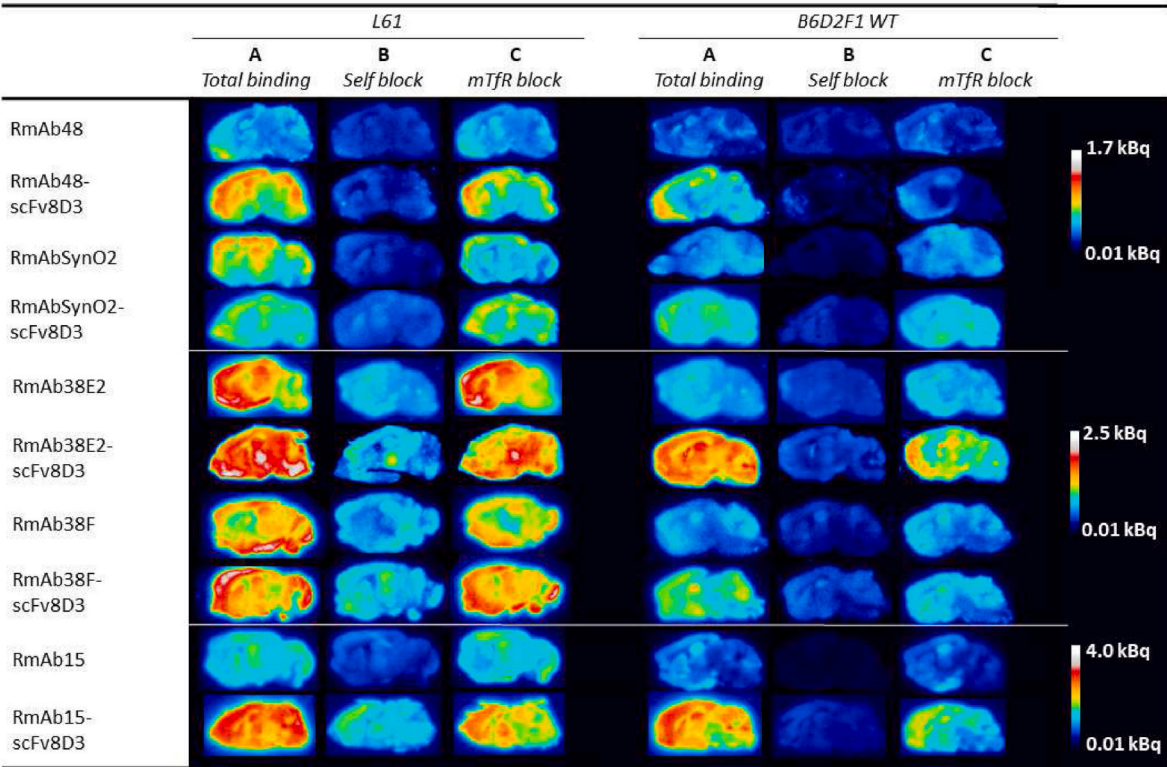 L61 B6D2F1 WT
A B C A B C
Total binding Self block mTfR block Total binding Self block mTfR block
RmAb48
1.7 kBq
RmAb48-
scFv8D3
RmAbSynO2
0.01 kBq
RmAbSynO2-
scFv8D3
RmAb38E2
2.5 kBq
RmAb38E2-
scFv8D3
RmAb38F
0.01 kBq
RmAb38F-
scFv8D3
RmAb15
4.0 kBq
RmAb15-
scFv8D3
0.01 kBq